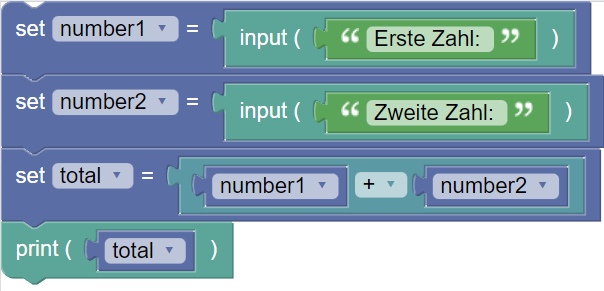 set number1 = input ( “ Erste Zahl: ” )
set number2 = input ( “ Zweite Zahl: ” )
set total = number1 + number2
print ( total )